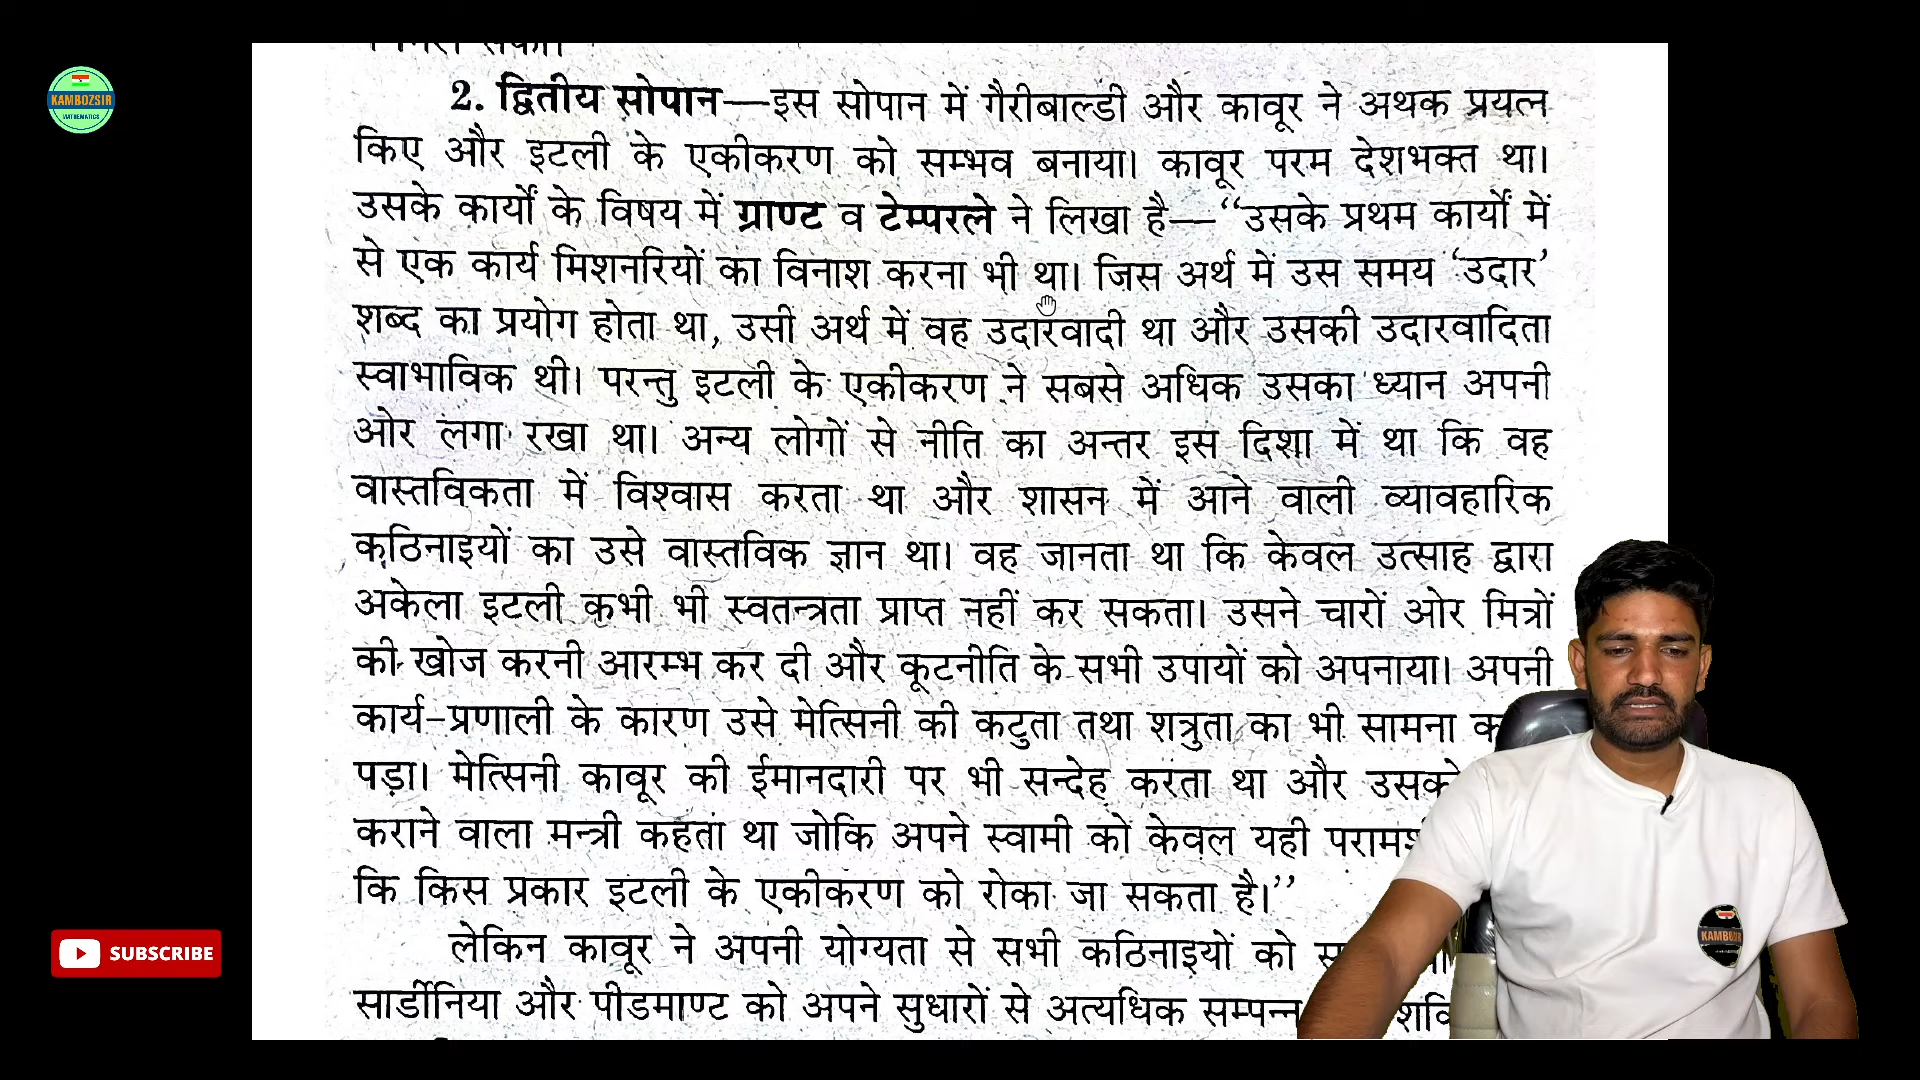 KAMBOZSIR
MATHEMATICS
2. द्वितीय सोपान—इस सोपान में गैरीबाल्डी और कावूर ने अथक प्रयत्न
किए और इटली के एकीकरण को सम्भव बनाया। कावूर परम देशभक्त था।
उसके कार्यों के विषय में ग्राण्ट व टेम्परले ने लिखा है—‘‘उसके प्रथम कार्यों में
से एक कार्य मिशनरियों का विनाश करना भी था। जिस अर्थ में उस समय ‘उदार’
शब्द का प्रयोग होता था, उसी अर्थ में वह उदारवादी था और उसकी उदारवादिता
स्वाभाविक थी। परन्तु इटली के एकीकरण ने सबसे अधिक उसका ध्यान अपनी
ओर लगा रखा था। अन्य लोगों से नीति का अन्तर इस दिशा में था कि वह
वास्तविकता में विश्वास करता था और शासन में आने वाली व्यावहारिक
कठिनाइयों का उसे वास्तविक ज्ञान था। वह जानता था कि केवल उत्साह द्वारा
अकेला इटली कभी भी स्वतन्त्रता प्राप्त नहीं कर सकता। उसने चारों ओर मित्रों
की खोज करनी आरम्भ कर दी और कूटनीति के सभी उपायों को अपनाया। अपनी
कार्य-प्रणाली के कारण उसे मेत्सिनी की कटुता तथा शत्रुता का भी सामना
पड़ा। मेत्सिनी कावूर की ईमानदारी पर भी सन्देह करता था और उसको
कराने वाला मन्त्री कहता था जोकि अपने स्वामी को केवल यही
कि किस प्रकार इटली के एकीकरण को रोका जा सकता है।’’
लेकिन कावूर ने अपनी योग्यता से सभी कठिनाइयों को
सार्डीनिया और पीडमाण्ट को अपने सुधारों से अत्यधिक सम्पन्न
SUBSCRIBE